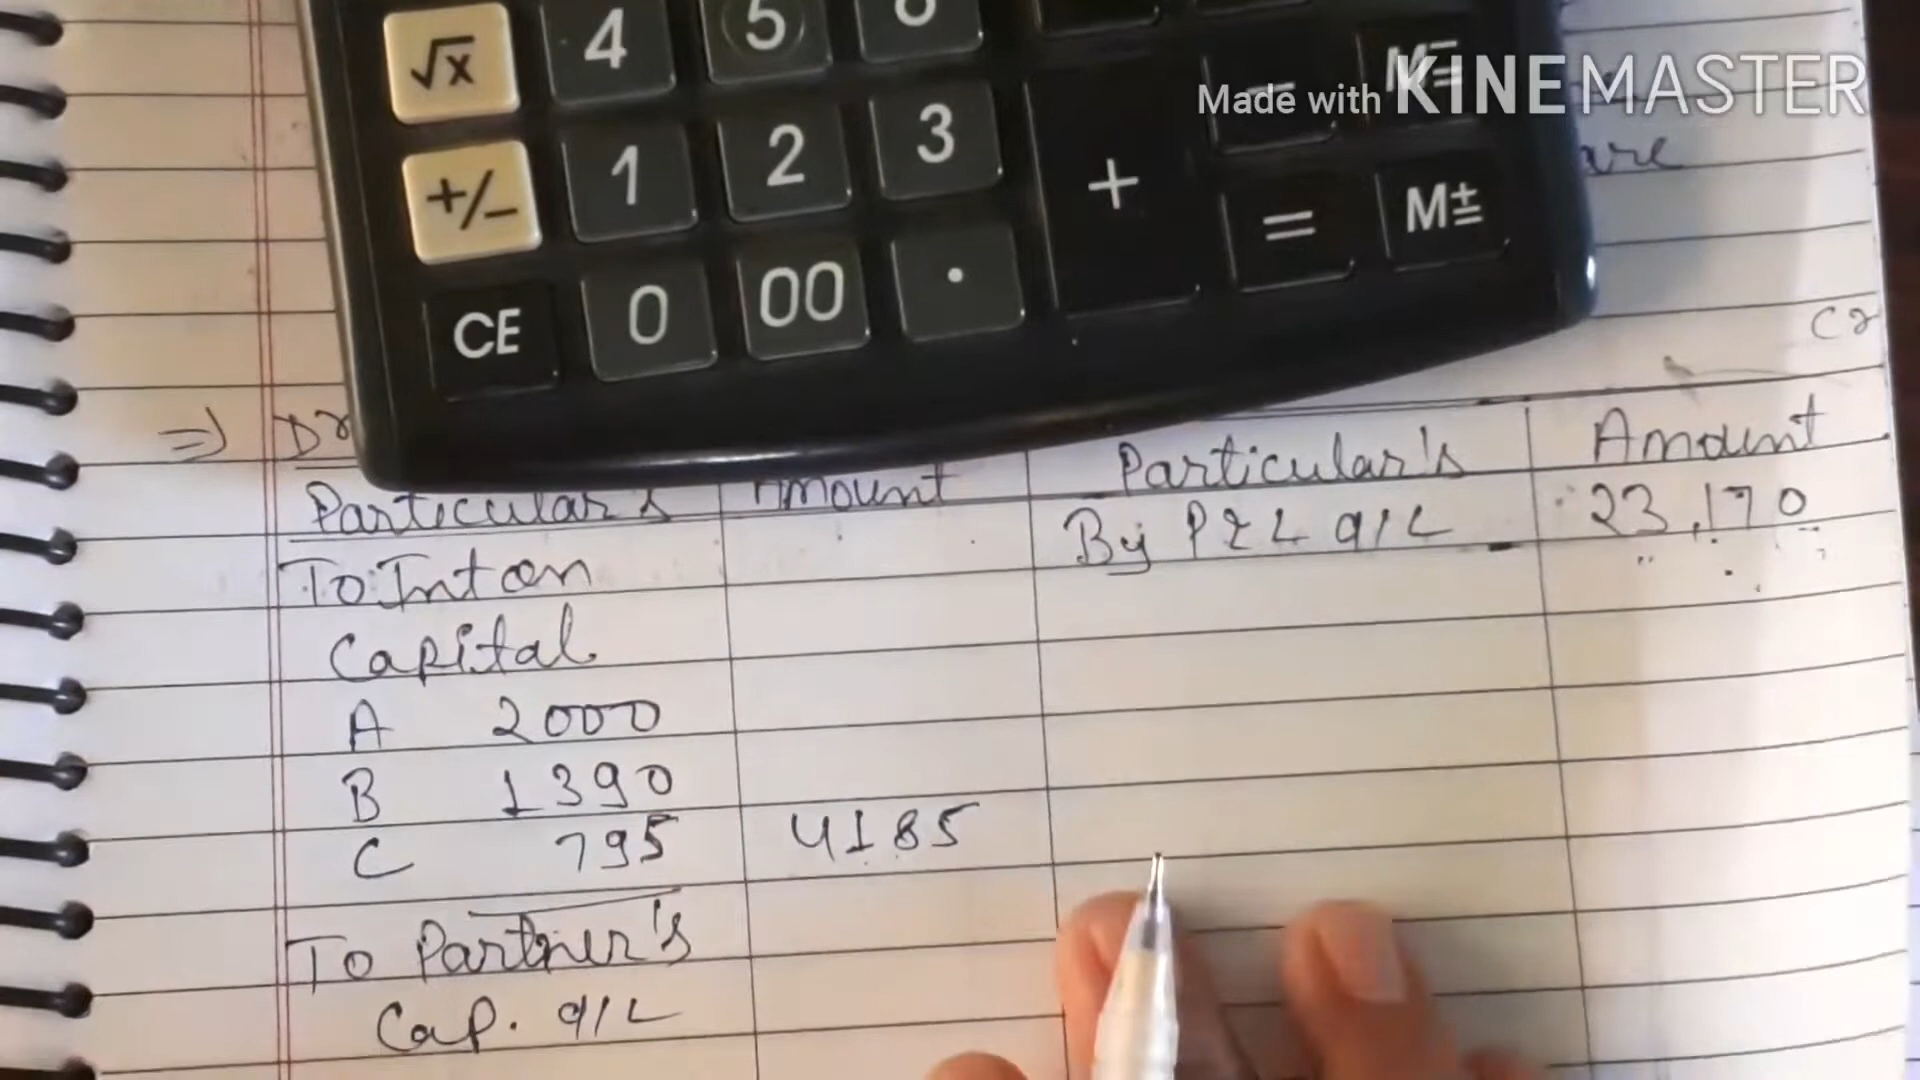 √x 4 5
Made with KINEMASTER
+/- 1 2 3 + =
M±
CE 0 00 .
are
Cr
=) Dr
Particular's Amount Particular's Amount
To Int on By P & L a/c 23,170
Capital
A 2000
B 1390
C 795 4185
To Partner's
Cap. a/c